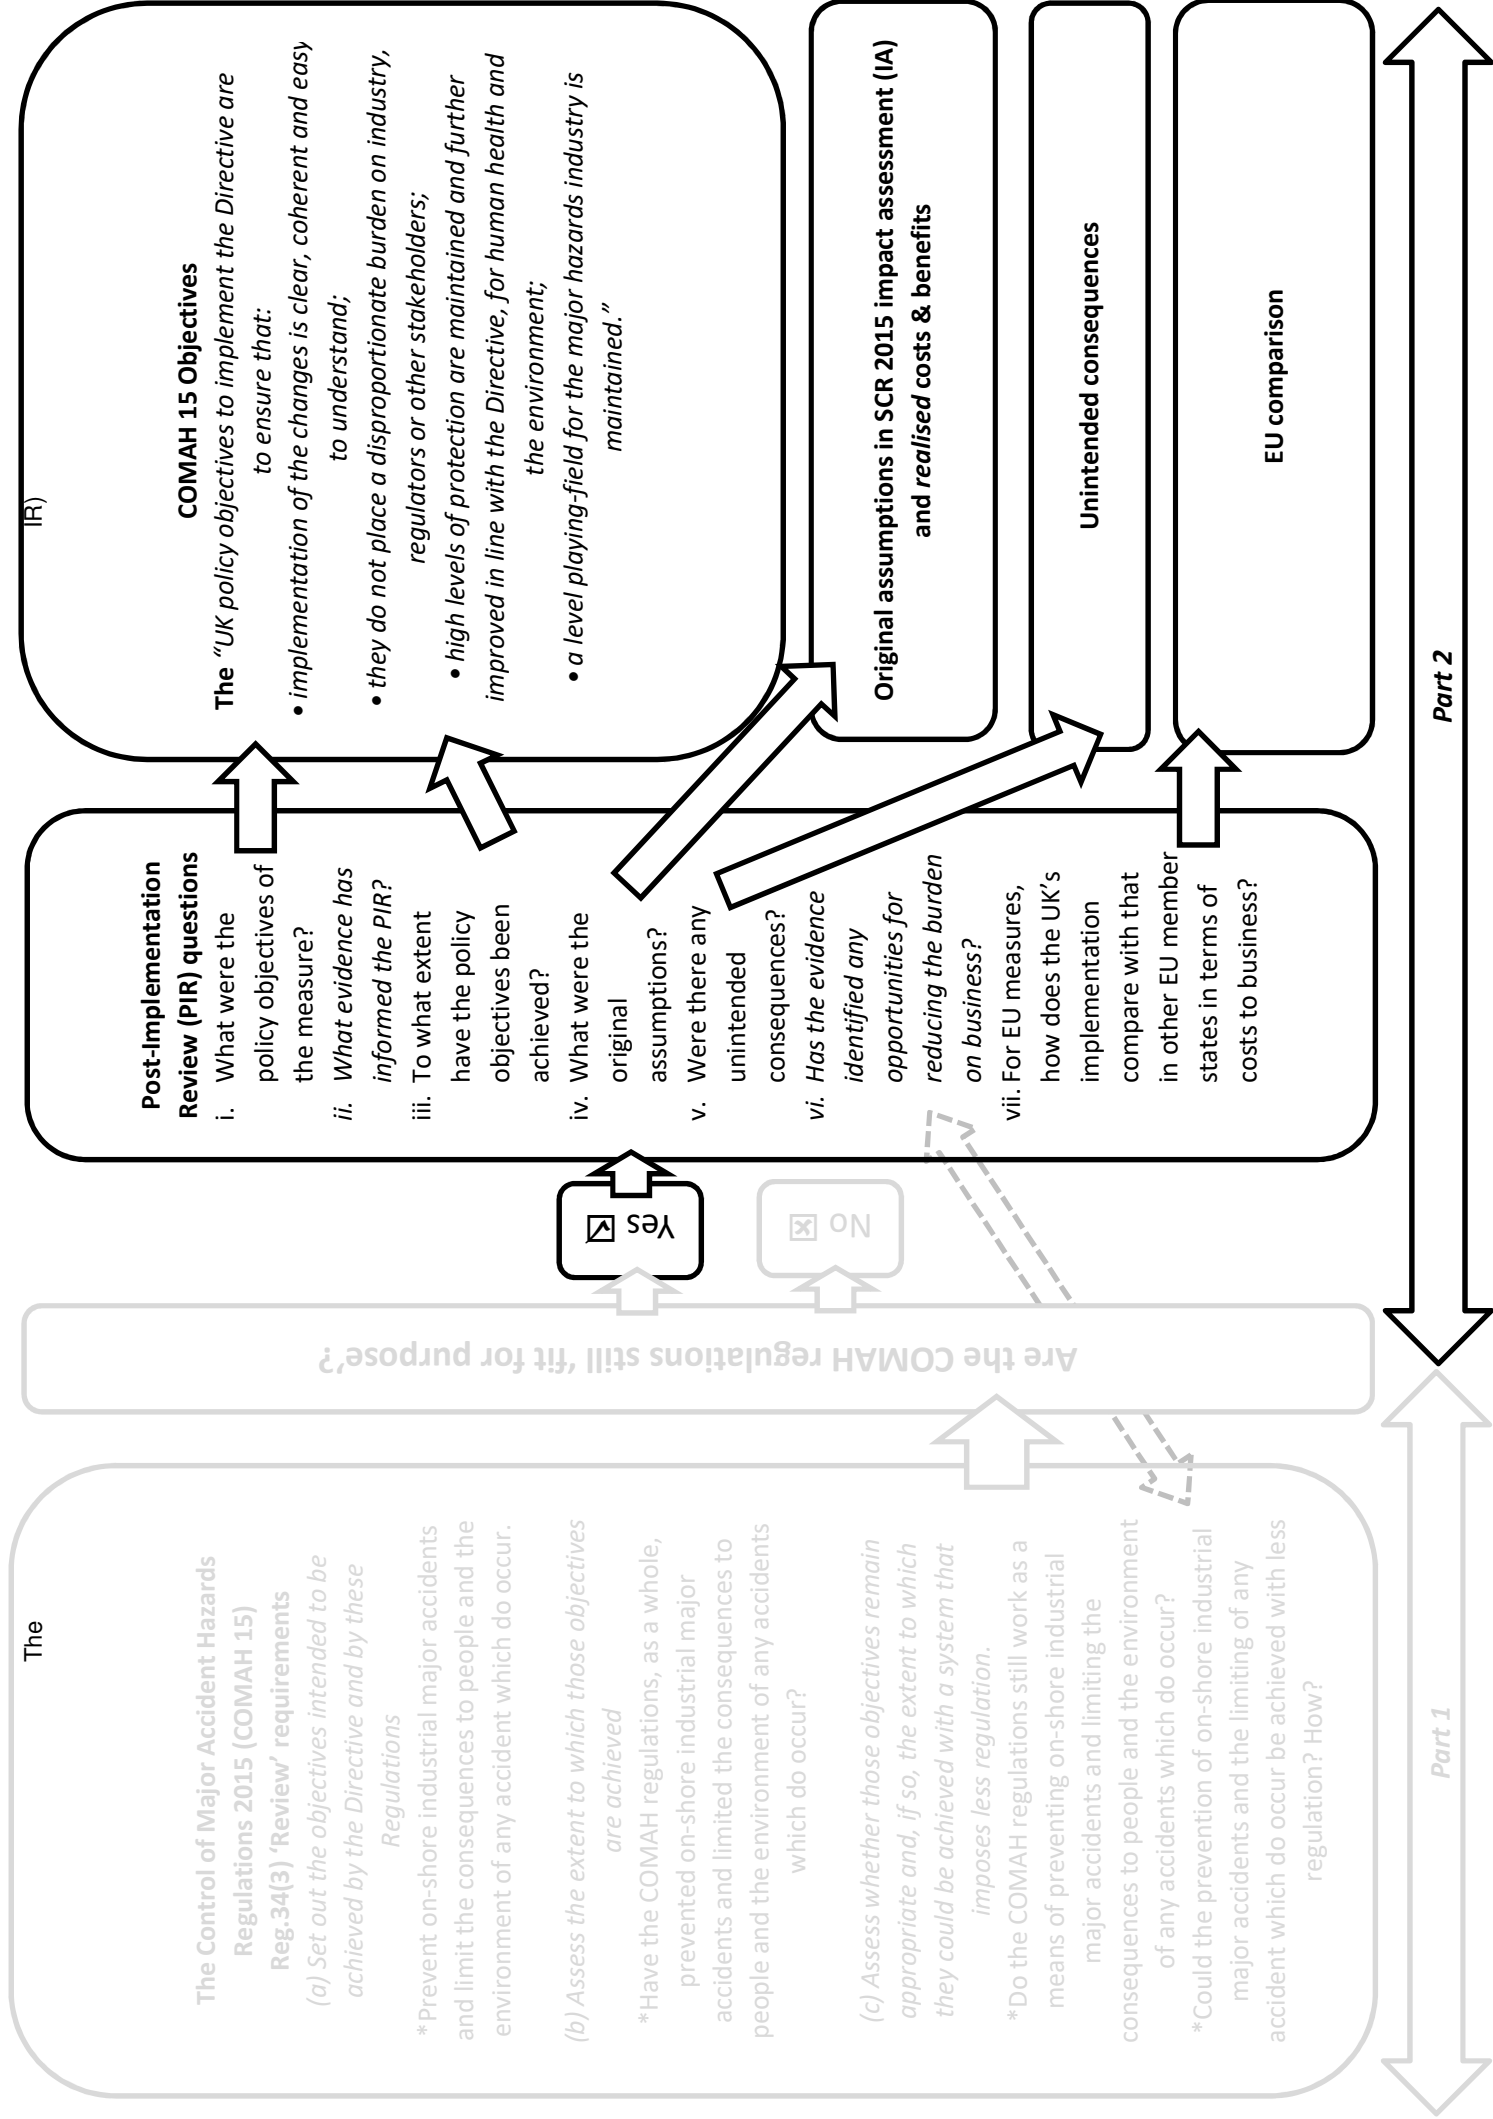 The
IR)
The Control of Major Accident Hazards
Regulations 2015 (COMAH 15)
Reg.34(3) ‘Review’ requirements
(a) Set out the objectives intended to be
achieved by the Directive and by these
Regulations
*Prevent on-shore industrial major accidents
and limit the consequences to people and the
environment of any accident which do occur.
(b) Assess the extent to which those objectives
are achieved
*Have the COMAH regulations, as a whole,
prevented on-shore industrial major
accidents and limited the consequences to
people and the environment of any accidents
which do occur?
(c) Assess whether those objectives remain
appropriate and, if so, the extent to which
they could be achieved with a system that
imposes less regulation.
*Do the COMAH regulations still work as a
means of preventing on-shore industrial
major accidents and limiting the
consequences to people and the environment
of any accidents which do occur?
*Could the prevention of on-shore industrial
major accidents and the limiting of any
accident which do occur be achieved with less
regulation? How?
Are the COMAH regulations still ‘fit for purpose’?
Yes ☑
No ☒
Post-Implementation
Review (PIR) questions
i. What were the
policy objectives of
the measure?
ii. What evidence has
informed the PIR?
iii. To what extent
have the policy
objectives been
achieved?
iv. What were the
original
assumptions?
v. Were there any
unintended
consequences?
vi. Has the evidence
identified any
opportunities for
reducing the burden
on business?
vii. For EU measures,
how does the UK’s
implementation
compare with that
in other EU member
states in terms of
costs to business?
COMAH 15 Objectives
The “UK policy objectives to implement the Directive are
to ensure that:
• implementation of the changes is clear, coherent and easy
to understand;
• they do not place a disproportionate burden on industry,
regulators or other stakeholders;
• high levels of protection are maintained and further
improved in line with the Directive, for human health and
the environment;
• a level playing-field for the major hazards industry is
maintained.”
Original assumptions in SCR 2015 impact assessment (IA)
and realised costs & benefits
Unintended consequences
EU comparison
Part 1
Part 2